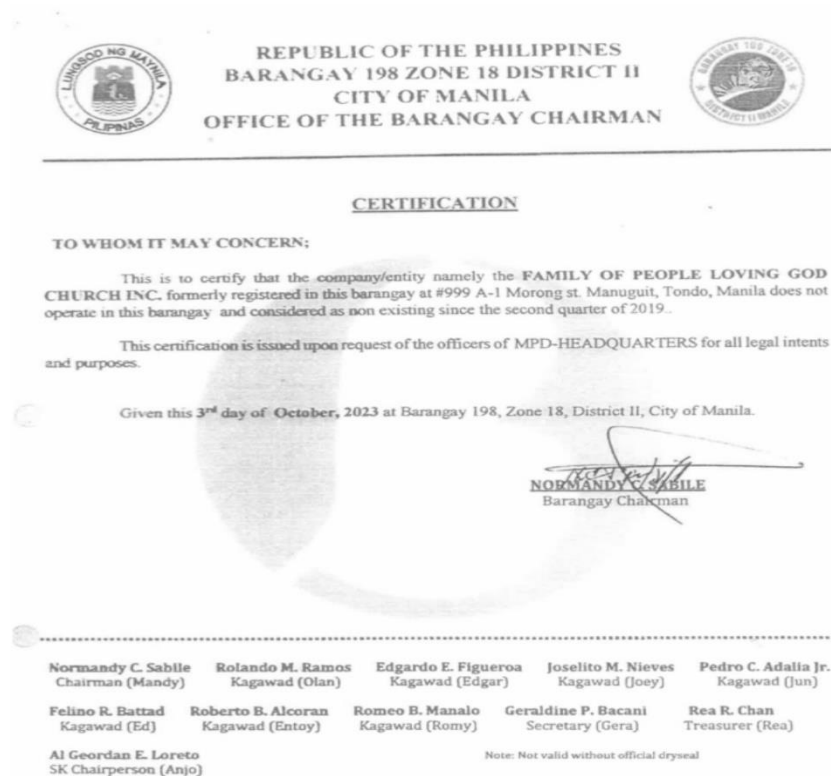 LUNGSOD NG MAYNILA
PILIPINAS
REPUBLIC OF THE PHILIPPINES
BARANGAY 198 ZONE 18 DISTRICT II
CITY OF MANILA
OFFICE OF THE BARANGAY CHAIRMAN
DISTRICT II MANILA
CERTIFICATION
TO WHOM IT MAY CONCERN;
This is to certify that the company/entity namely the FAMILY OF PEOPLE LOVING GOD
CHURCH INC. formerly registered in this barangay at #999 A-1 Morong st. Manuguit, Tondo, Manila does not
operate in this barangay and considered as non existing since the second quarter of 2019..
This certification is issued upon request of the officers of MPD-HEADQUARTERS for all legal intents
and purposes.
Given this 3rd day of October, 2023 at Barangay 198, Zone 18, District II, City of Manila.
NORMANDY C. SABILE
Barangay Chairman
Normandy C. Sabile Rolando M. Ramos Edgardo E. Figueroa Joselito M. Nieves Pedro C. Adalia Jr.
Chairman (Mandy) Kagawad (Olan) Kagawad (Edgar) Kagawad (Joey) Kagawad (Jun)
Felino R. Battad Roberto B. Alcoran Romeo B. Manalo Geraldine P. Bacani Rea R. Chan
Kagawad (Ed) Kagawad (Entoy) Kagawad (Romy) Secretary (Gera) Treasurer (Rea)
Al Geordan E. Loreto Note: Not valid without official dryseal
SK Chairperson (Anjo)